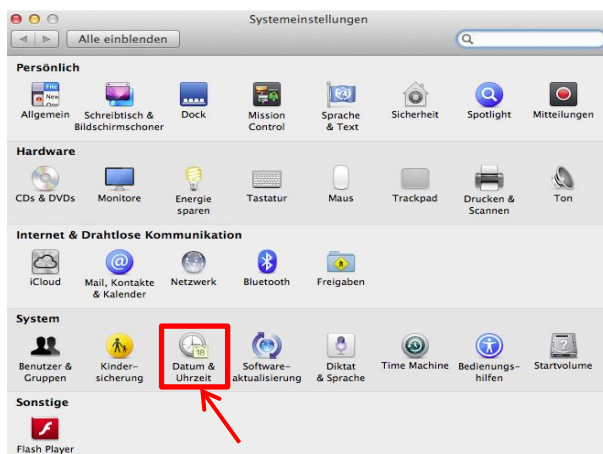 Systemeinstellungen
Alle einblenden
Persönlich
File
New
Allgemein
Schreibtisch &
Bildschirmschoner
Dock
Mission
Control
Sprache
& Text
Sicherheit
Spotlight
Mitteilungen
Hardware
CDs & DVDs
Monitore
Energie
sparen
Tastatur
Maus
Trackpad
Drucken &
Scannen
Ton
Internet & Drahtlose Kommunikation
iCloud
Mail, Kontakte
& Kalender
Netzwerk
Bluetooth
Freigaben
System
Benutzer &
Gruppen
Kinder-
sicherung
18
Datum &
Uhrzeit
Software-
aktualisierung
Diktat
& Sprache
Time Machine
Bedienungs-
hilfen
Startvolume
Sonstige
Flash Player